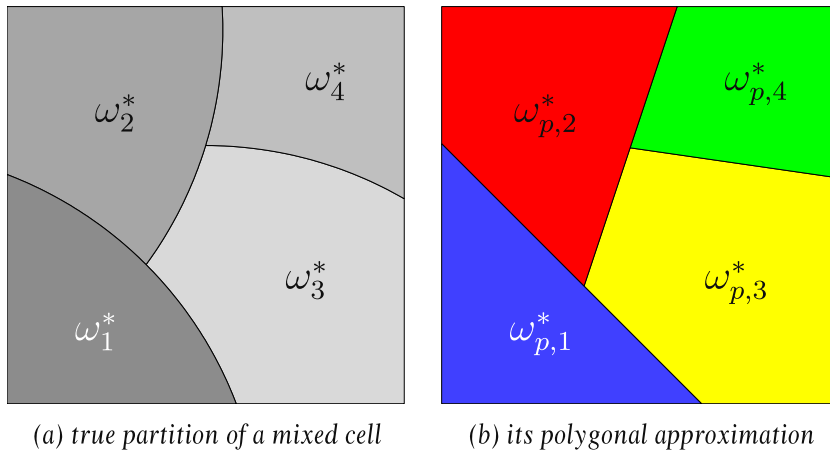 ω₂* ω₄* ω*ₚ,₂ ω*ₚ,₄
ω₃* ω*ₚ,₃
ω₁* ω*ₚ,₁
(a) true partition of a mixed cell
(b) its polygonal approximation